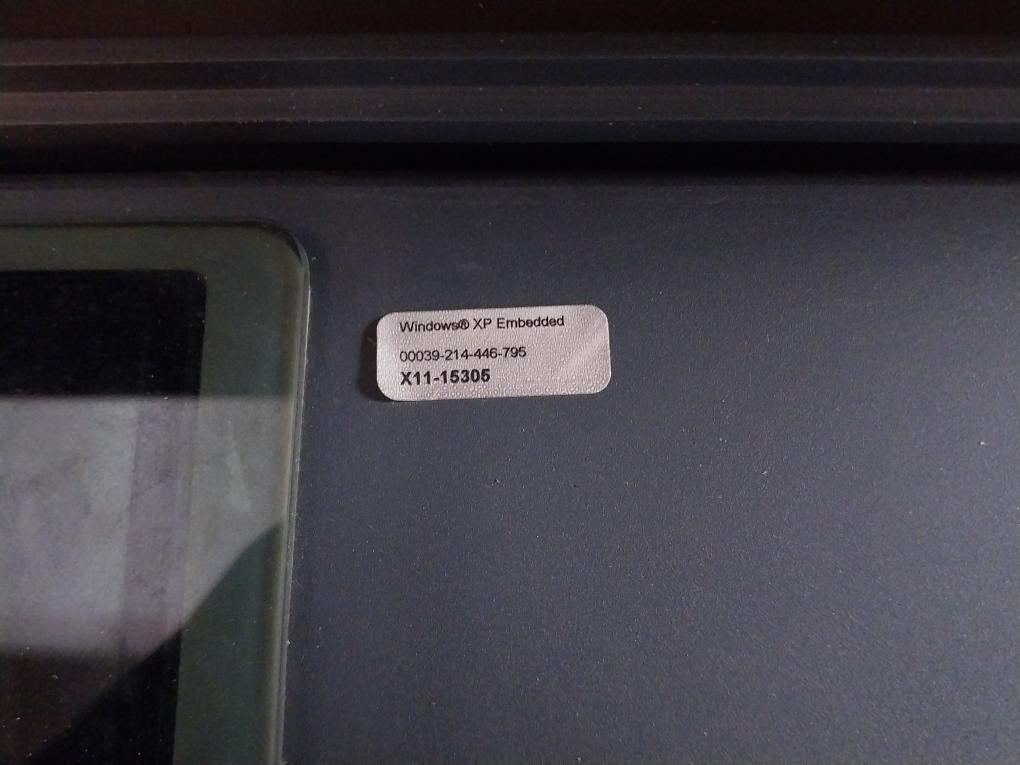 Windows® XP Embedded
00039-214-446-795
X11-15305